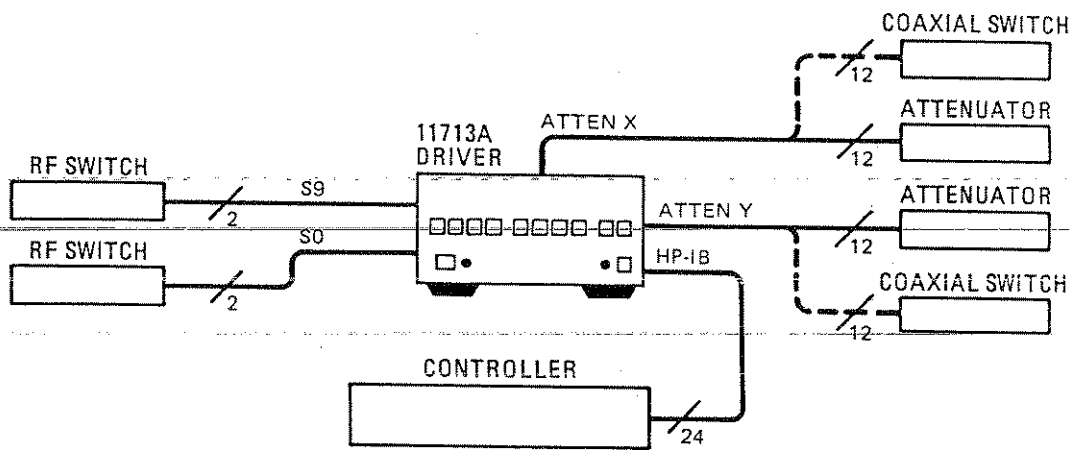 COAXIAL SWITCH
12
ATTENUATOR
12
ATTEN X
11713A
DRIVER
RF SWITCH
2
S9
RF SWITCH
2
S0
ATTEN Y
ATTENUATOR
12
HP-IB
COAXIAL SWITCH
12
CONTROLLER
24